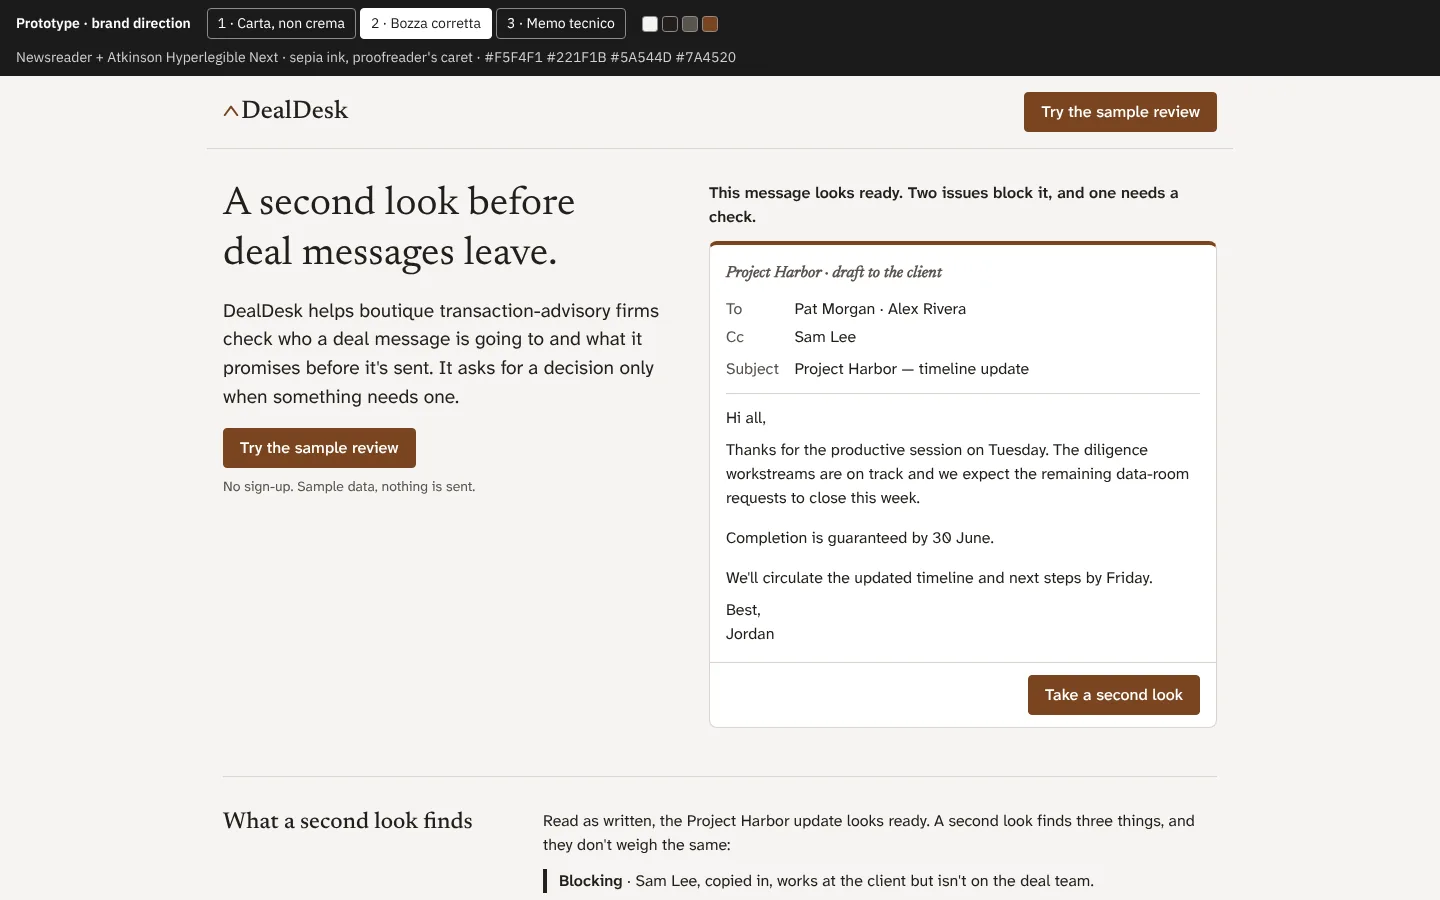 Prototype · brand direction
1 · Carta, non crema
2 · Bozza corretta
3 · Memo tecnico
Newsreader + Atkinson Hyperlegible Next · sepia ink, proofreader's caret · #F5F4F1 #221F1B #5A544D #7A4520
DealDesk
Try the sample review
A second look before
deal messages leave.
DealDesk helps boutique transaction-advisory firms
check who a deal message is going to and what it
promises before it's sent. It asks for a decision only
when something needs one.
Try the sample review
No sign-up. Sample data, nothing is sent.
This message looks ready. Two issues block it, and one needs a
check.
Project Harbor · draft to the client
To Pat Morgan · Alex Rivera
Cc Sam Lee
Subject Project Harbor — timeline update
Hi all,
Thanks for the productive session on Tuesday. The diligence
workstreams are on track and we expect the remaining data-room
requests to close this week.
Completion is guaranteed by 30 June.
We'll circulate the updated timeline and next steps by Friday.
Best,
Jordan
Take a second look
What a second look finds
Read as written, the Project Harbor update looks ready. A second look finds three things, and
they don't weigh the same:
Blocking · Sam Lee, copied in, works at the client but isn't on the deal team.